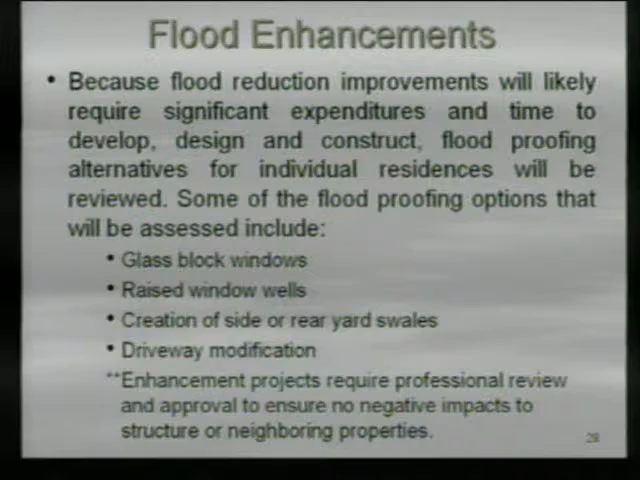 Flood Enhancements
• Because flood reduction improvements will likely
require significant expenditures and time to
develop, design and construct, flood proofing
alternatives for individual residences will be
reviewed. Some of the flood proofing options that
will be assessed include:
• Glass block windows
• Raised window wells
• Creation of side or rear yard swales
• Driveway modification
**Enhancement projects require professional review
and approval to ensure no negative impacts to
structure or neighboring properties.
28